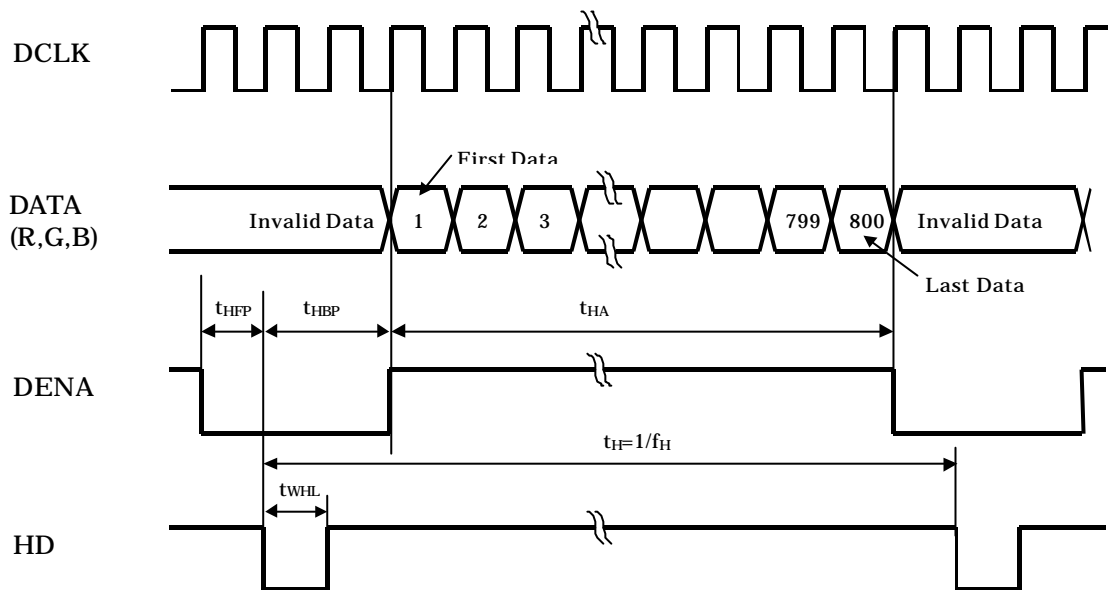 DCLK
First Data
DATA
(R,G,B)
Invalid Data 1 2 3 799 800 Invalid Data
Last Data
tHFP tHBP tHA
DENA
tH=1/fH
tWHL
HD